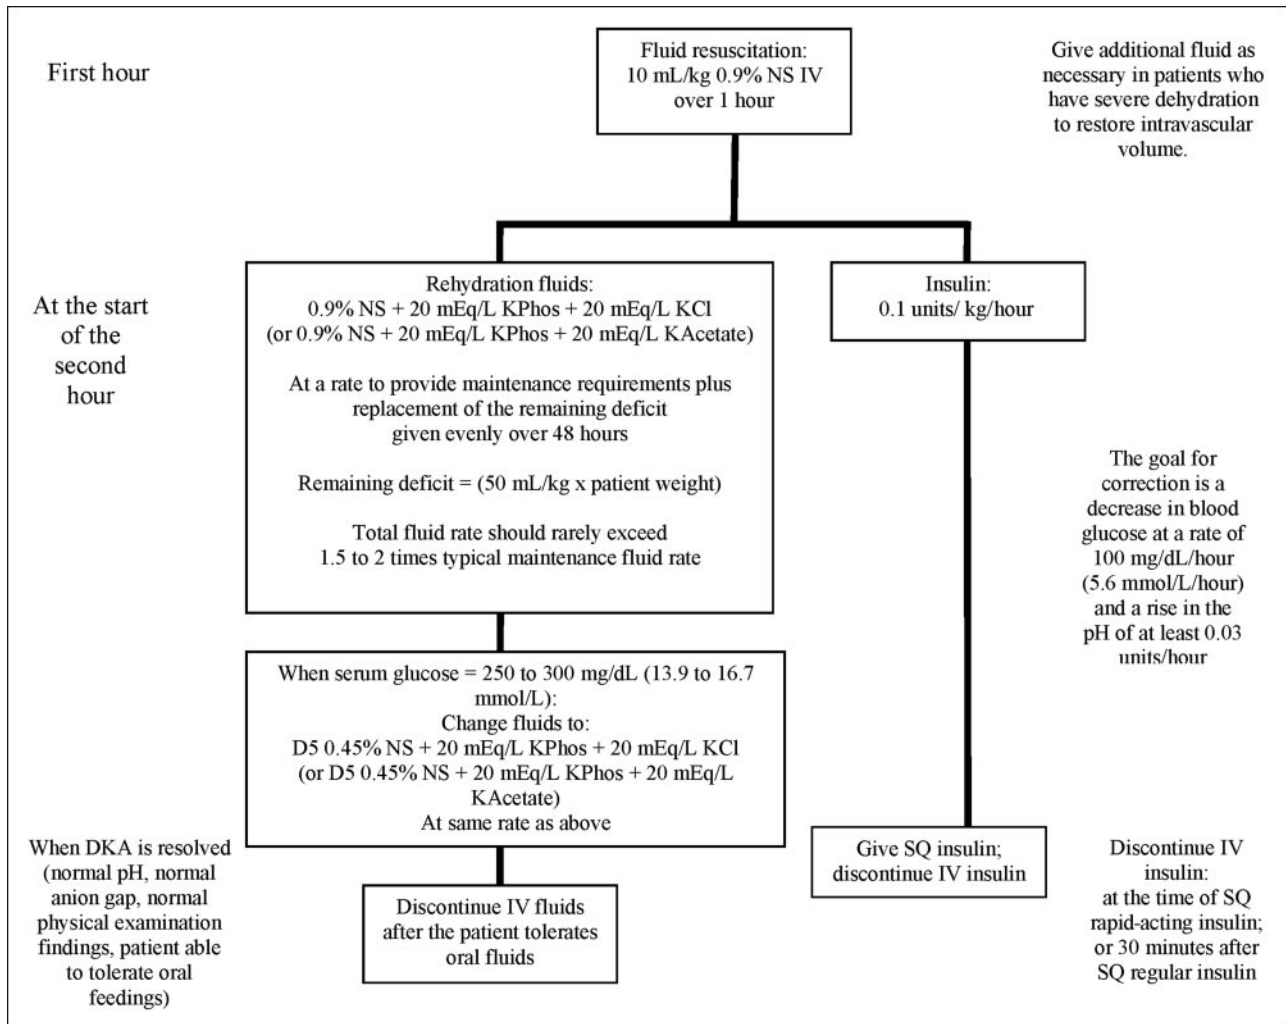 First hour
Fluid resuscitation:
10 mL/kg 0.9% NS IV
over 1 hour
Give additional fluid as
necessary in patients who
have severe dehydration
to restore intravascular
volume.
At the start
of the
second
hour
Rehydration fluids:
0.9% NS + 20 mEq/L KPhos + 20 mEq/L KCl
(or 0.9% NS + 20 mEq/L KPhos + 20 mEq/L KAcetate)
At a rate to provide maintenance requirements plus
replacement of the remaining deficit
given evenly over 48 hours
Remaining deficit = (50 mL/kg x patient weight)
Total fluid rate should rarely exceed
1.5 to 2 times typical maintenance fluid rate
Insulin:
0.1 units/ kg/hour
The goal for
correction is a
decrease in blood
glucose at a rate of
100 mg/dL/hour
(5.6 mmol/L/hour)
and a rise in the
pH of at least 0.03
units/hour
When serum glucose = 250 to 300 mg/dL (13.9 to 16.7
mmol/L):
Change fluids to:
D5 0.45% NS + 20 mEq/L KPhos + 20 mEq/L KCl
(or D5 0.45% NS + 20 mEq/L KPhos + 20 mEq/L
KAcetate)
At same rate as above
When DKA is resolved
(normal pH, normal
anion gap, normal
physical examination
findings, patient able
to tolerate oral
feedings)
Discontinue IV fluids
after the patient tolerates
oral fluids
Give SQ insulin;
discontinue IV insulin
Discontinue IV
insulin:
at the time of SQ
rapid-acting insulin;
or 30 minutes after
SQ regular insulin